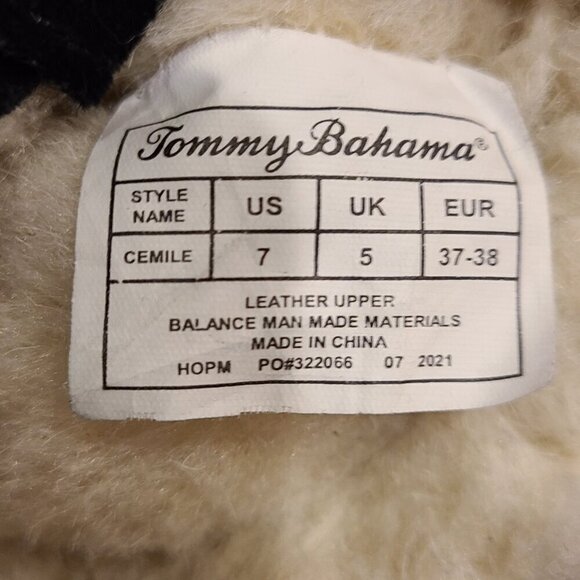 Tommy Bahama®
STYLE NAME US UK EUR
CEMILE 7 5 37-38
LEATHER UPPER
BALANCE MAN MADE MATERIALS
MADE IN CHINA
HOPM PO#322066 07 2021